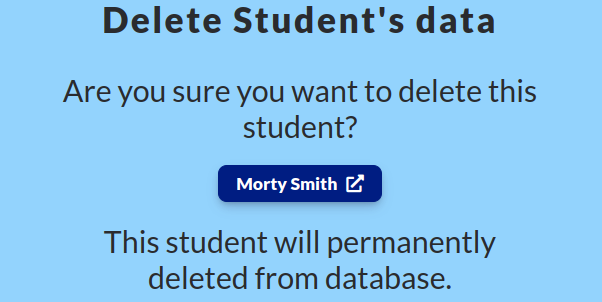 Delete Student's data
Are you sure you want to delete this
student?
Morty Smith
This student will permanently
deleted from database.